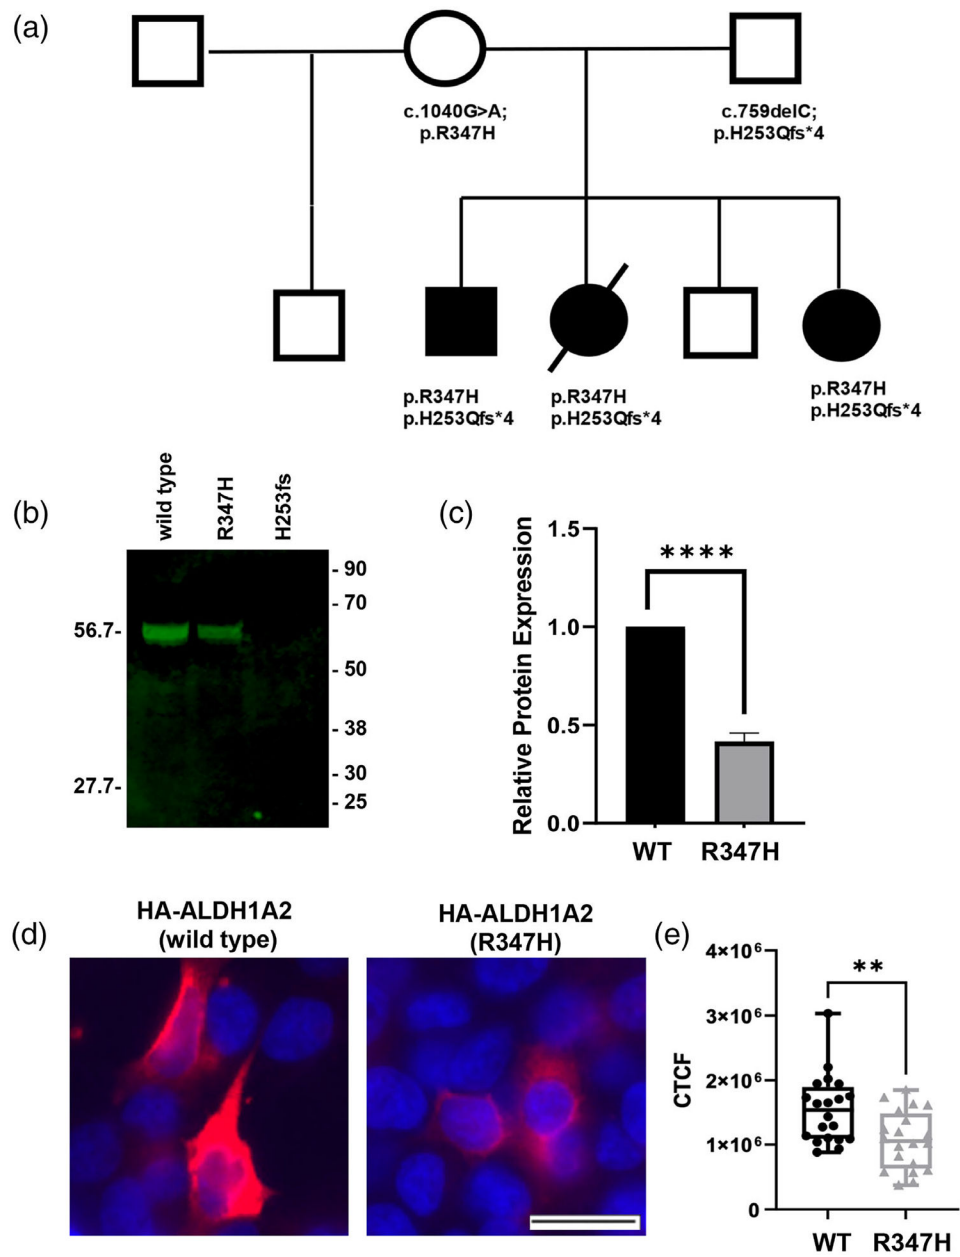 (a)
c.1040G>A;
p.R347H
c.759delC;
p.H253Qfs*4
p.R347H
p.H253Qfs*4
p.R347H
p.H253Qfs*4
p.R347H
p.H253Qfs*4
(b)
wild type
R347H
H253fs
56.7-
27.7-
- 90
- 70
- 50
- 38
- 30
- 25
(c)
Relative Protein Expression
1.5
1.0
0.5
0.0
****
WT
R347H
(d)
HA-ALDH1A2
(wild type)
HA-ALDH1A2
(R347H)
(e)
CTCF
4×10⁶
3×10⁶
2×10⁶
1×10⁶
0
**
WT
R347H